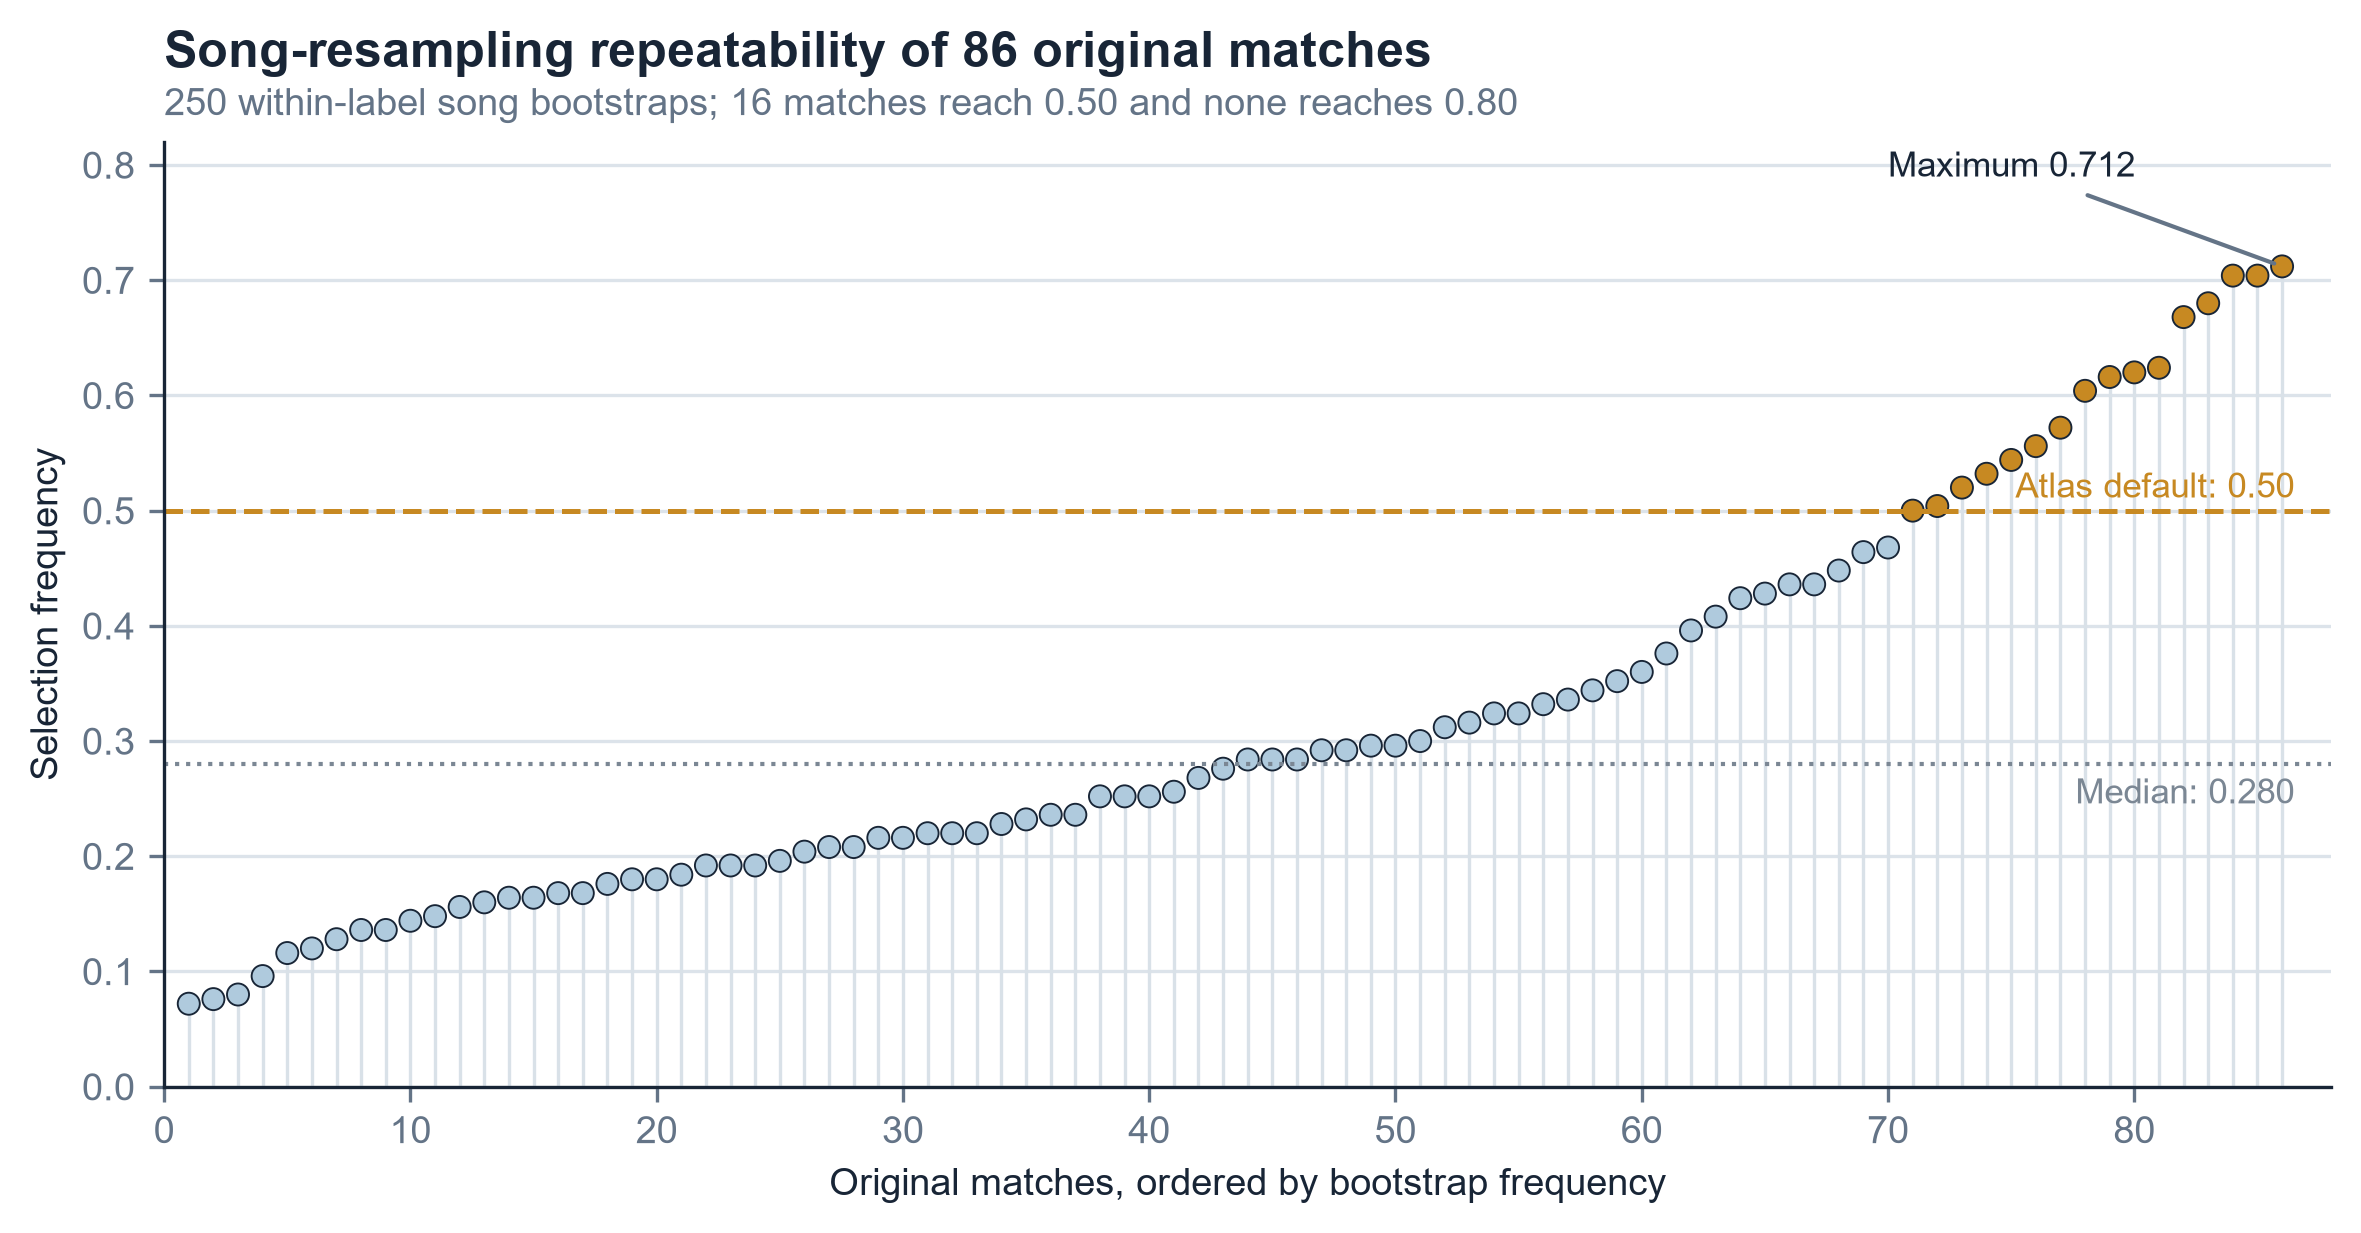 Song-resampling repeatability of 86 original matches
250 within-label song bootstraps; 16 matches reach 0.50 and none reaches 0.80
Maximum 0.712
Atlas default: 0.50
Median: 0.280
Selection frequency
0.8
0.7
0.6
0.5
0.4
0.3
0.2
0.1
0.0
0 10 20 30 40 50 60 70 80
Original matches, ordered by bootstrap frequency